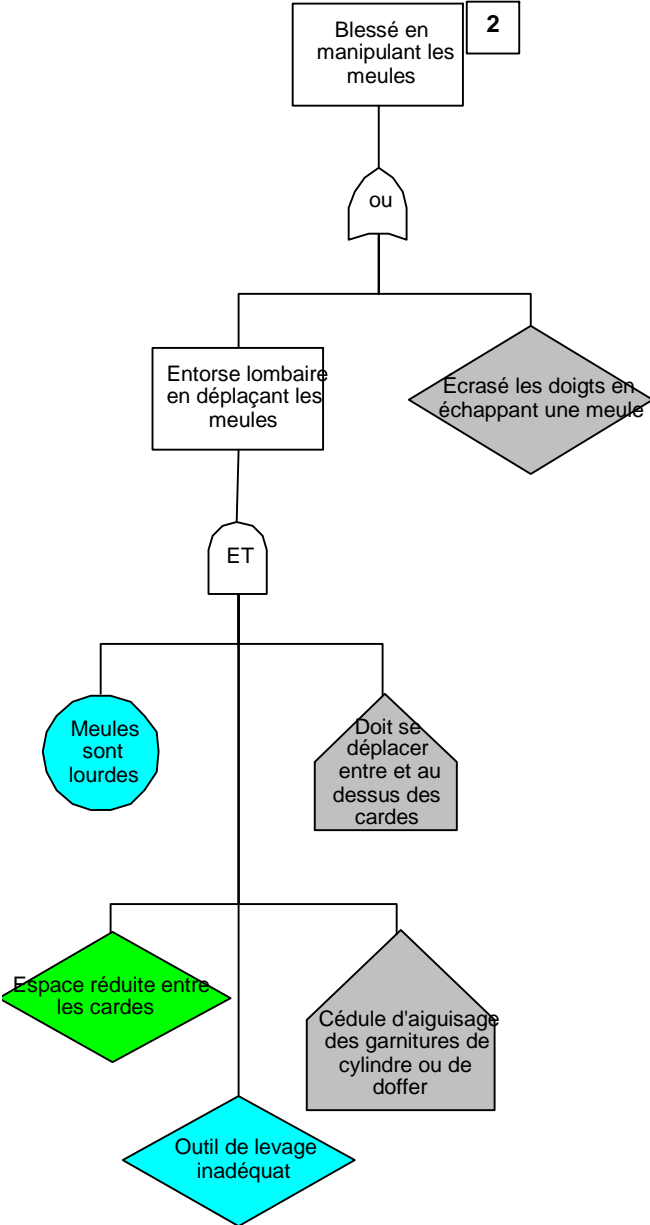 Blessé en
manipulant les
meules
2
ou
Entorse lombaire
en déplaçant les
meules
Ecrasé les doigts en
échappant une meule
ET
Meules
sont
lourdes
Doit se
déplacer
entre et au
dessus des
cardes
Espace réduite entre
les cardes
Cédule d'aiguisage
des garnitures de
cylindre ou de
doffer
Outil de levage
inadéquat